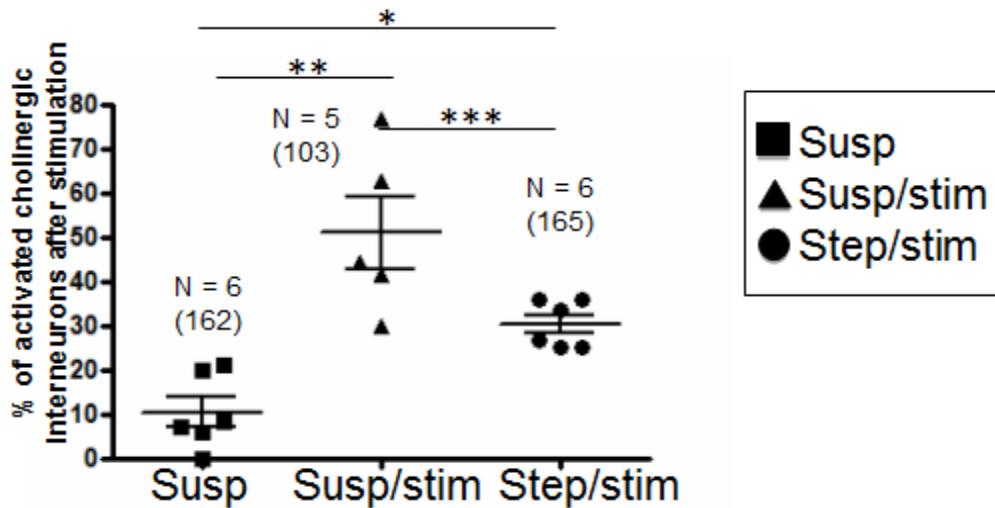 *
**
***
% of activated cholinergic
Interneurons after stimulation
80
70
60
50
40
30
20
10
0
N = 6
(162)
N = 5
(103)
N = 6
(165)
Susp
Susp/stim
Step/stim
Susp
Susp/stim
Step/stim